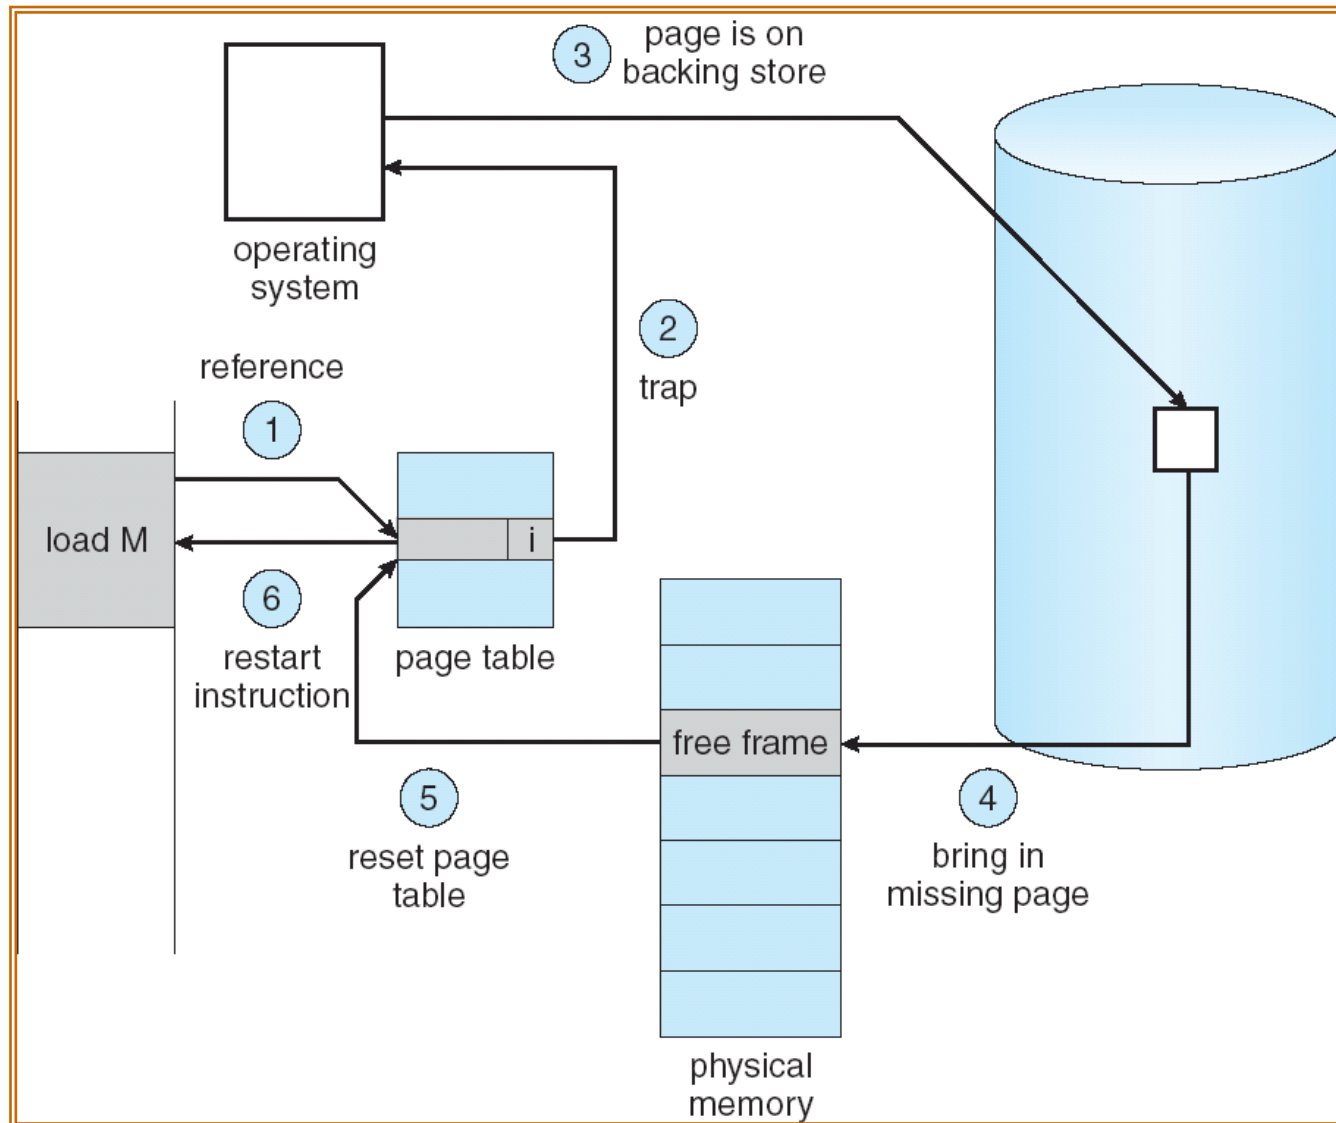 3
page is on
backing store
operating
system
2
trap
reference
1
load M
i
6
restart
instruction
page table
free frame
5
reset page
table
4
bring in
missing page
physical
memory